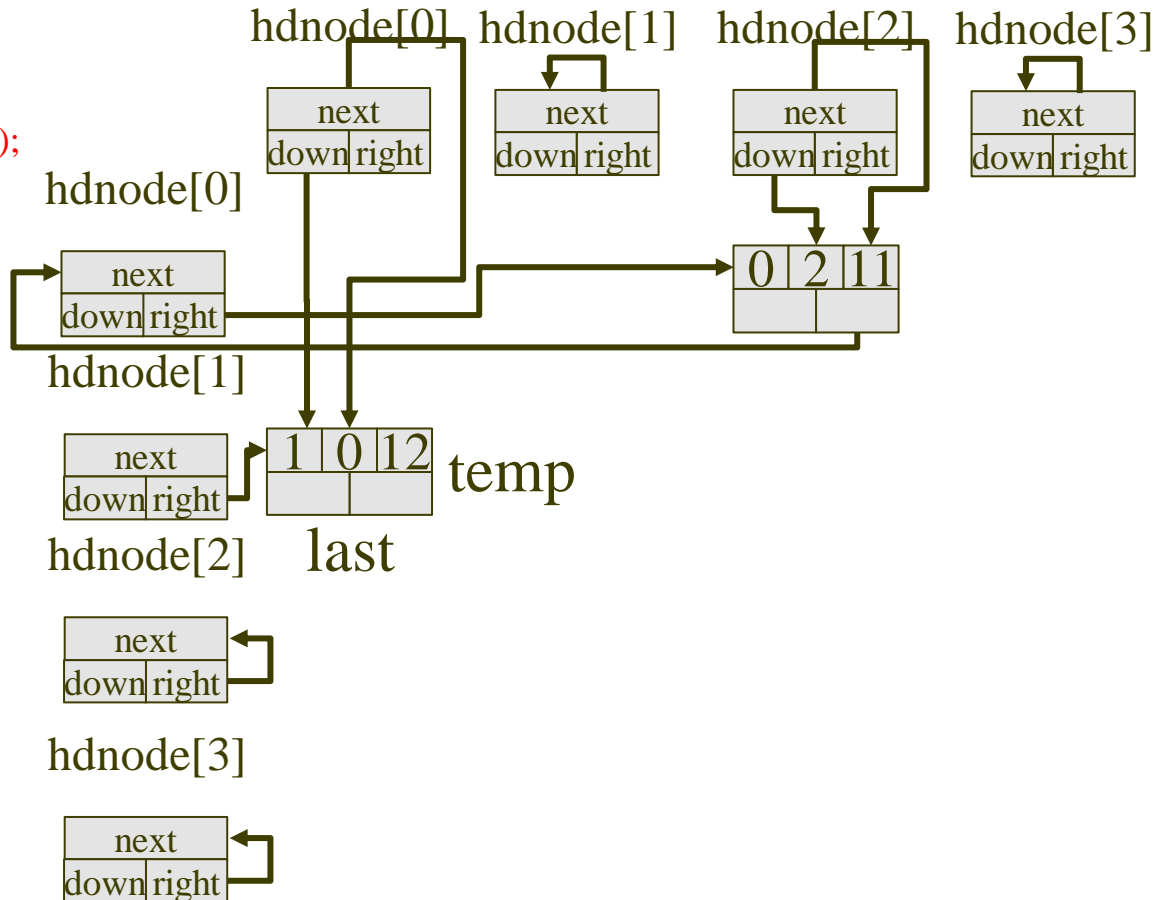 hdnode[0] hdnode[1] hdnode[2] hdnode[3]
next next next next
down right down right down right down right
);
hdnode[0]
next
down right
0 2 11
hdnode[1]
next
down right
1 0 12
temp
last
hdnode[2]
next
down right
hdnode[3]
next
down right